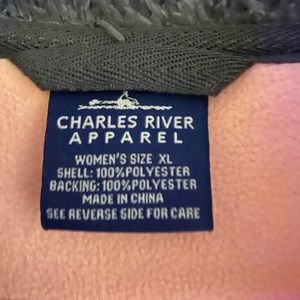 CHARLES RIVER
APPAREL
WOMEN'S SIZE XL
SHELL: 100%POLYESTER
BACKING: 100%POLYESTER
MADE IN CHINA
SEE REVERSE SIDE FOR CARE